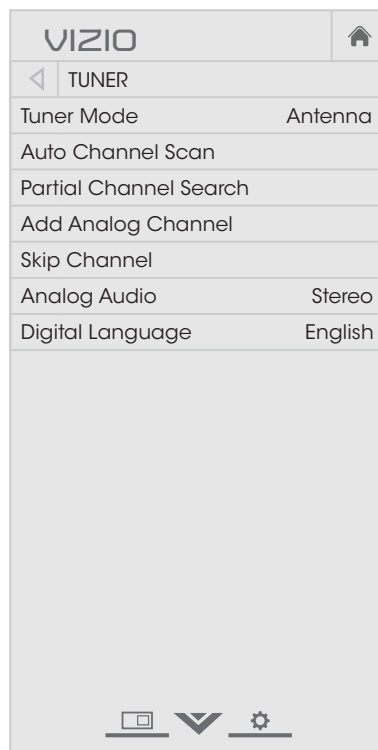 VIZIO
TUNER
Tuner Mode Antenna
Auto Channel Scan
Partial Channel Search
Add Analog Channel
Skip Channel
Analog Audio Stereo
Digital Language English